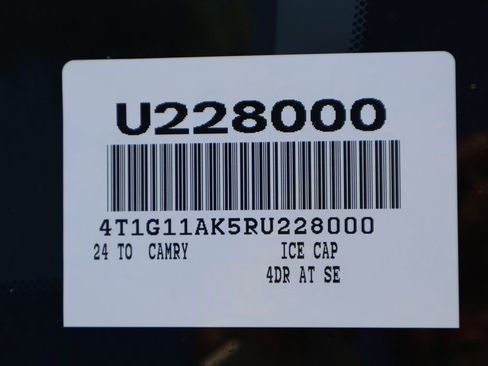 U228000
4T1G11AK5RU228000
24 TO CAMRY ICE CAP
4DR AT SE